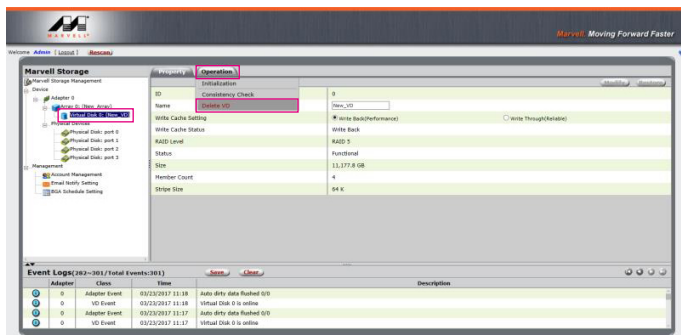 MARVELL
Marvell. Moving Forward Faster
Welcome Admin [ Logout ] [Rescan]
Marvell Storage
Marvell Storage Management
Device
Adapter 0
Array 0: [New_Array]
Virtual Disk 0: [New_VD]
Physical Devices
Physical Disk: port 0
Physical Disk: port 1
Physical Disk: port 2
Physical Disk: port 3
Management
Account Management
Email Notify Setting
BGA Schedule Setting
Property Operation
Initialization
Consistency Check
Delete VD
Modify
ID 0
Name New_VD
Write Cache Setting Write Back(Performance) Write Through(Reliable)
Write Cache Status Write Back
RAID Level RAID 5
Status Functional
Size 11,177.8 GB
Member Count 4
Stripe Size 64 K
Event Logs(282~301/Total Events:301) Save Clear
Adapter Class Time Description
0 Adapter Event 03/23/2017 11:18 Auto dirty data flushed 0/0
0 VD Event 03/23/2017 11:18 Virtual Disk 0 is online
0 Adapter Event 03/23/2017 11:17 Auto dirty data flushed 0/0
0 VD Event 03/23/2017 11:17 Virtual Disk 0 is online